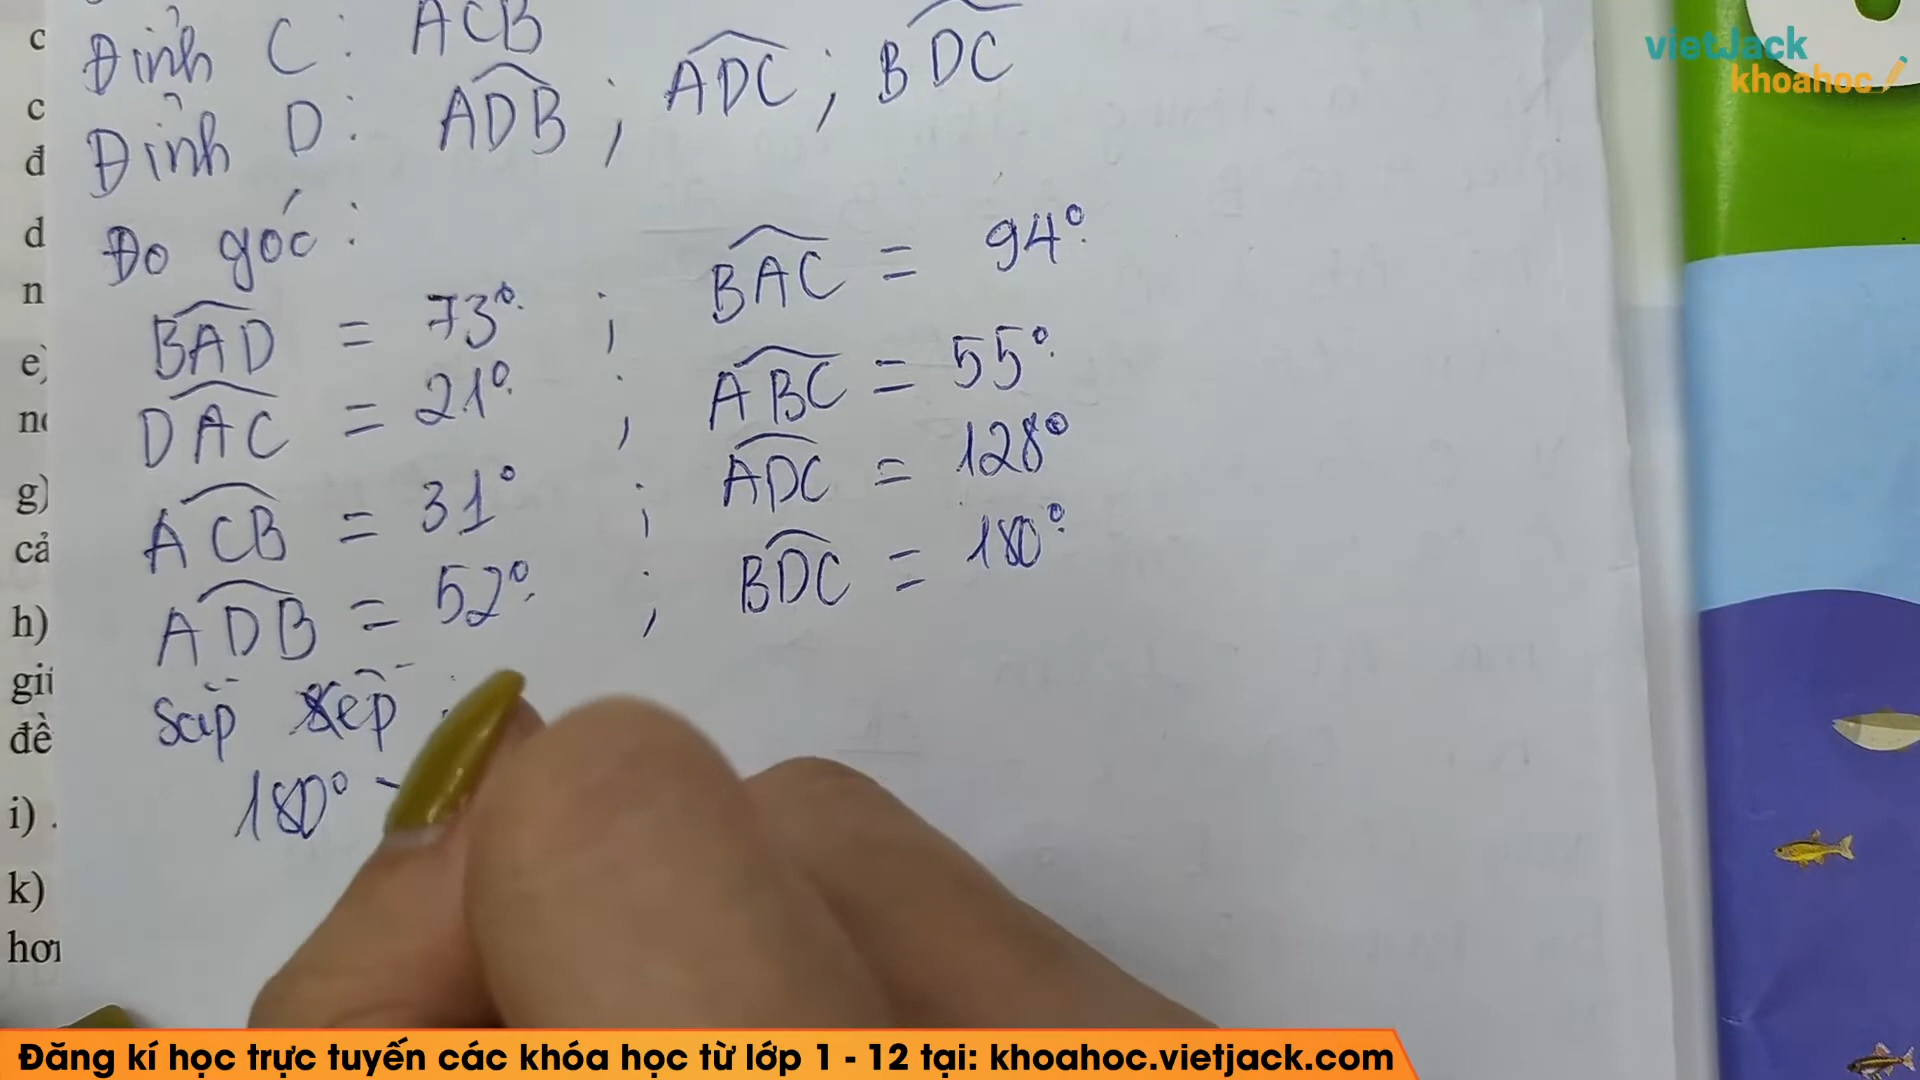 vietJack
khoahoc
Đỉnh C: ACB
Đỉnh D: ADB ; ADC ; BDC
Đo góc :
BAD = 73° ; BAC = 94°
DAC = 21° ; ABC = 55°
ACB = 31° ; ADC = 128°
ADB = 52° ; BDC = 180°
Sắp xếp :
180°
c
c
đ
d
n
e)
g)
cả
h)
đề
i) .
k)
Đăng kí học trực tuyến các khóa học từ lớp 1 - 12 tại: khoahoc.vietjack.com